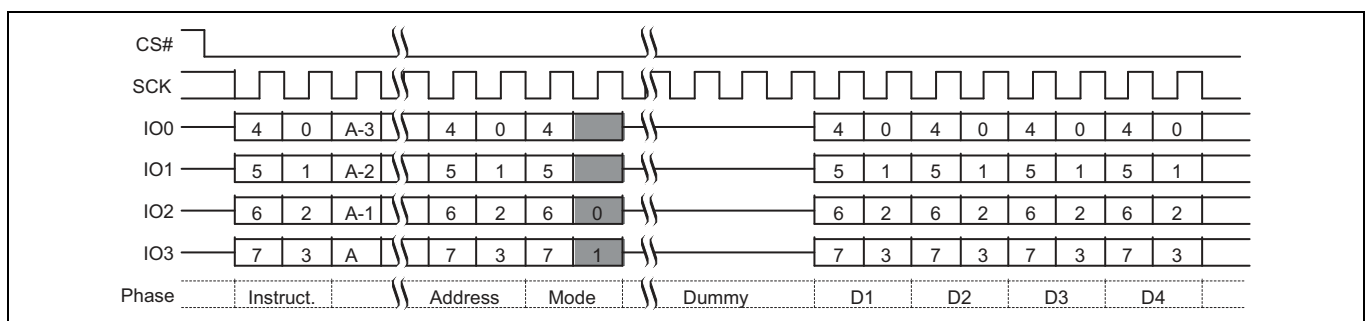 CS#
SCK
IO0 4 0 A-3 4 0 4 4 0 4 0 4 0 4 0
IO1 5 1 A-2 5 1 5 5 1 5 1 5 1 5 1
IO2 6 2 A-1 6 2 6 0 6 2 6 2 6 2 6 2
IO3 7 3 A 7 3 7 1 7 3 7 3 7 3 7 3
Phase Instruct. Address Mode Dummy D1 D2 D3 D4